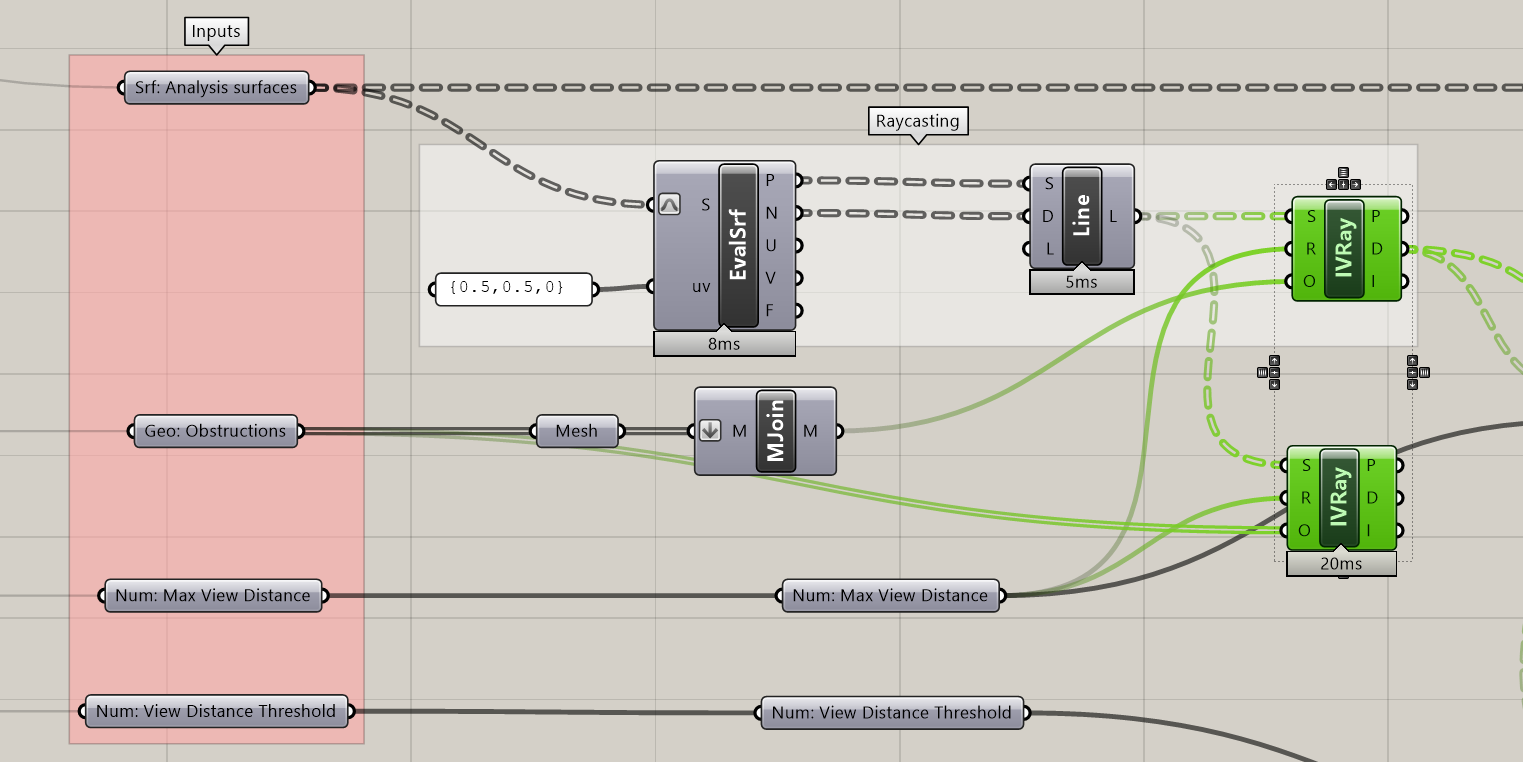 Inputs
Srf: Analysis surfaces
Raycasting
S
uv
EvalSrf
P
N
U
V
F
8ms
{0.5,0.5,0}
S
D
L
Line
L
5ms
S
R
O
IVRay
P
D
I
Geo: Obstructions
Mesh
M
MJoin
M
S
R
O
IVRay
P
D
I
20ms
Num: Max View Distance
Num: Max View Distance
Num: View Distance Threshold
Num: View Distance Threshold